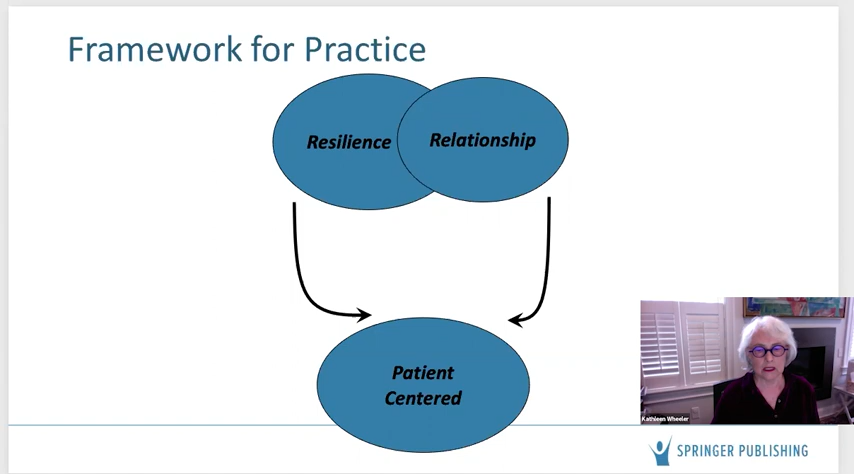 Framework for Practice
Resilience
Relationship
Patient
Centered
Kathleen Wheeler
SPRINGER PUBLISHING